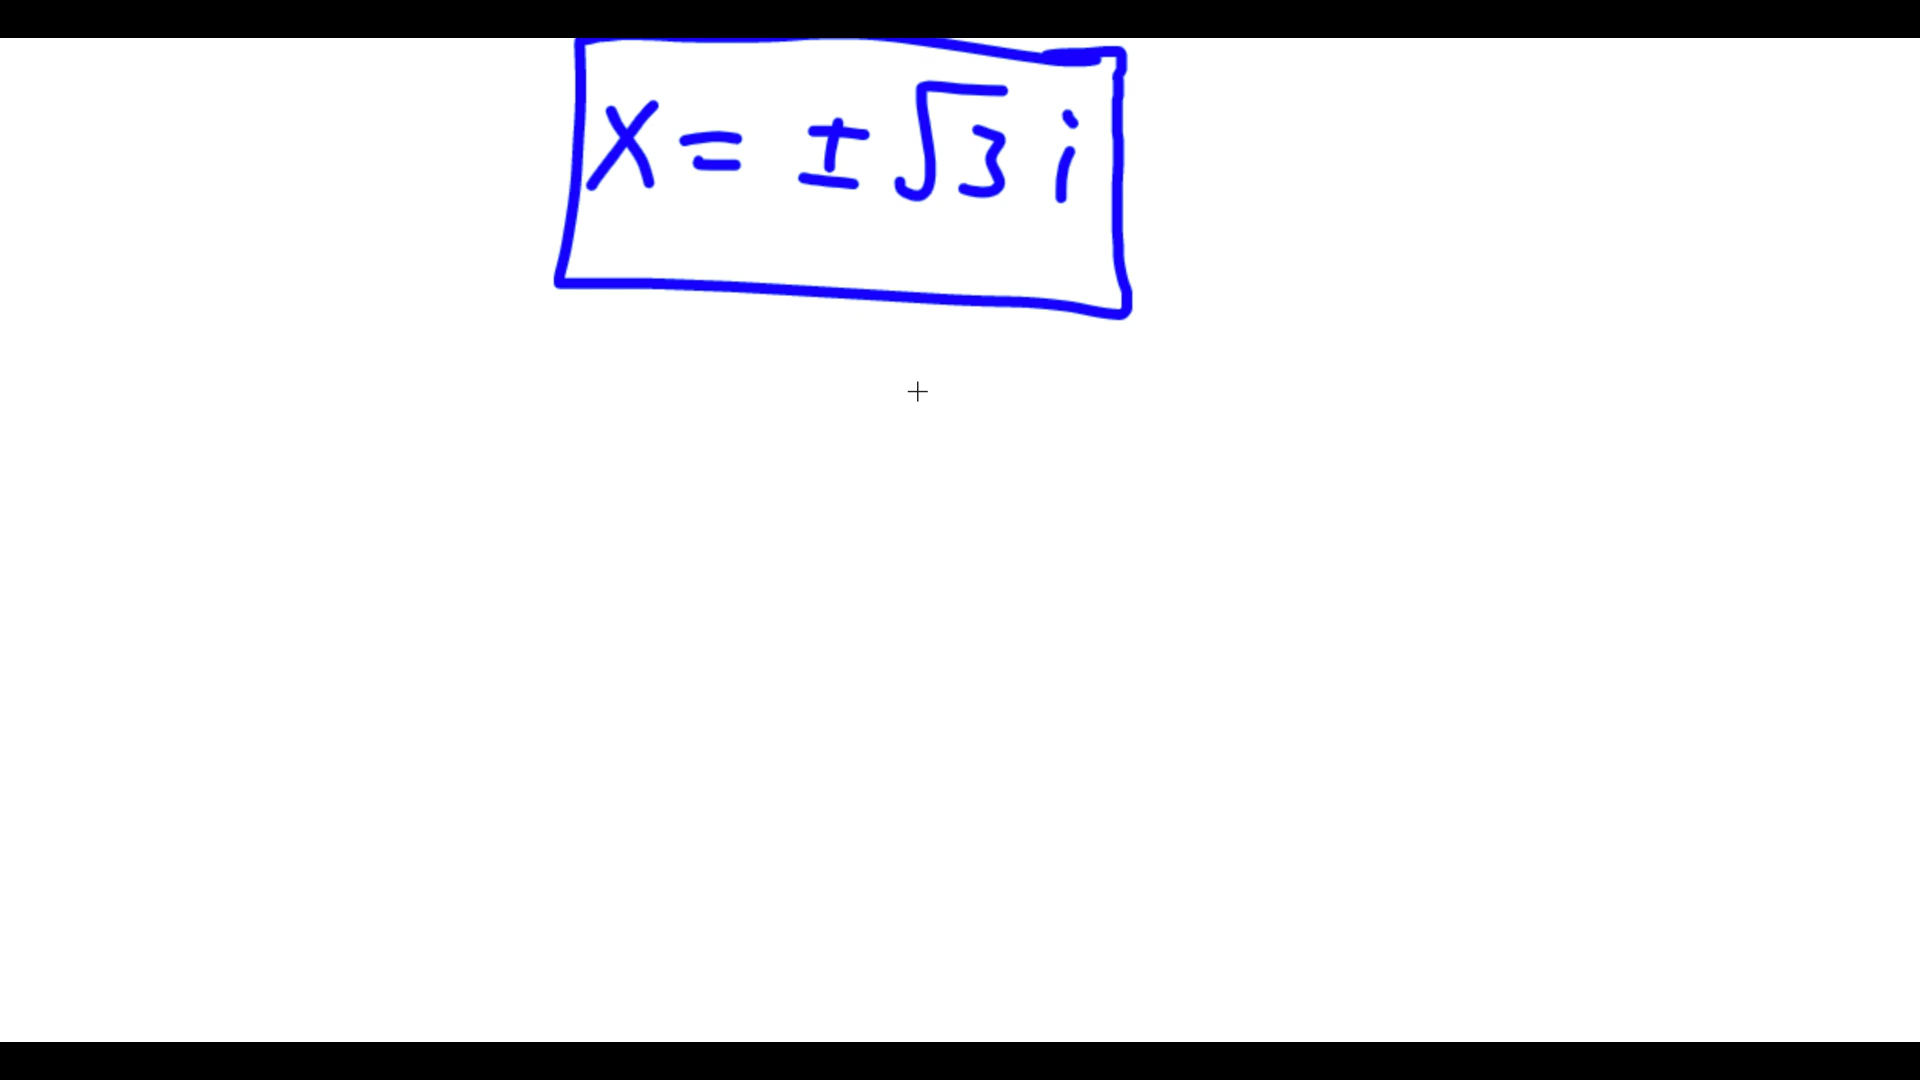 X = ± √3 i